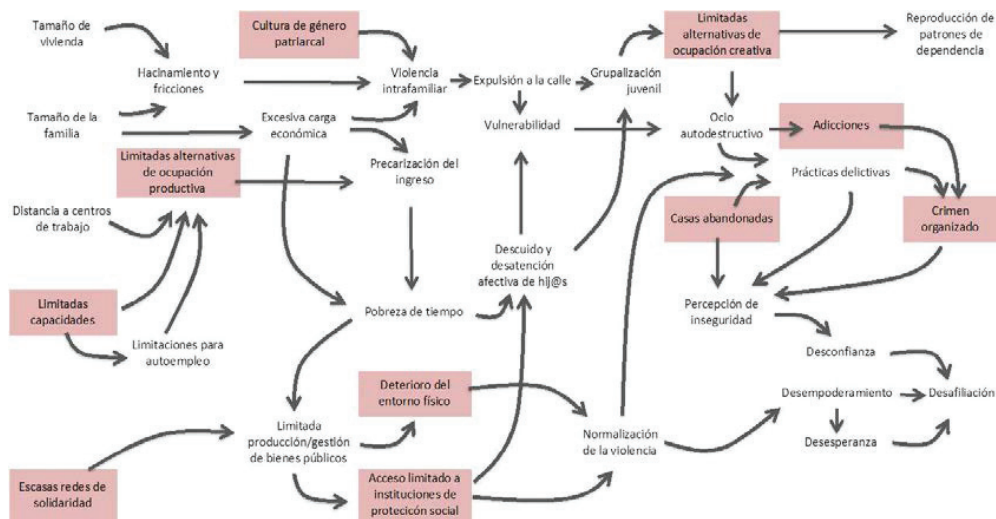 Tamaño de
vivienda
Cultura de género
patriarcal
Limitadas
alternativas de
ocupación creativa
Reproducción de
patrones de
dependencia
Hacinamiento y
fricciones
Violencia
intrafamiliar
Expulsión a la calle
Grupalización
juvenil
Tamaño de la
familia
Excesiva carga
económica
Vulnerabilidad
Ocio
autodestructivo
Adicciones
Limitadas alternativas
de ocupación
productiva
Precarización del
ingreso
Prácticas delictivas
Distancia a centros
de trabajo
Casas abandonadas
Crimen
organizado
Descuido y
desatención
afectiva de hij@s
Limitadas
capacidades
Pobreza de tiempo
Percepción de
inseguridad
Limitaciones para
autoempleo
Desconfianza
Deterioro del
entorno físico
Desempoderamiento
Desafiliación
Limitada
producción/gestión
de bienes públicos
Normalización
de la violencia
Desesperanza
Escasas redes de
solidaridad
Acceso limitado a
instituciones de
protetición social